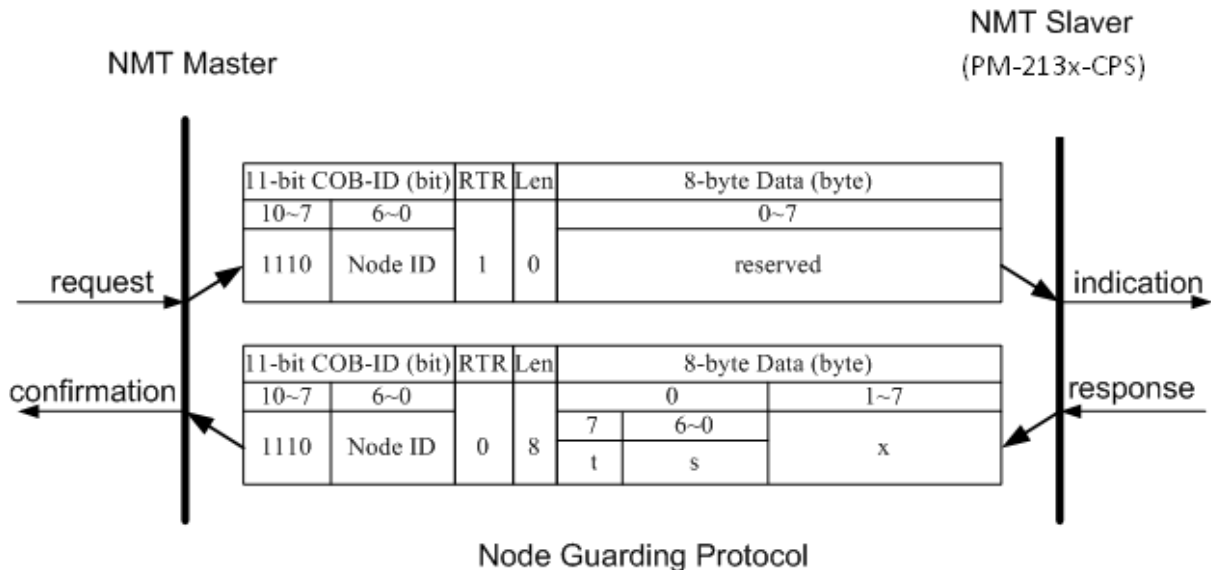 NMT Master
NMT Slaver
(PM-213x-CPS)
11-bit COB-ID (bit) RTR Len 8-byte Data (byte)
10~7 6~0 0~7
1110 Node ID 1 0 reserved
request
indication
11-bit COB-ID (bit) RTR Len 8-byte Data (byte)
10~7 6~0 0 1~7
confirmation
response
7 6~0
1110 Node ID 0 8 x
t s
Node Guarding Protocol